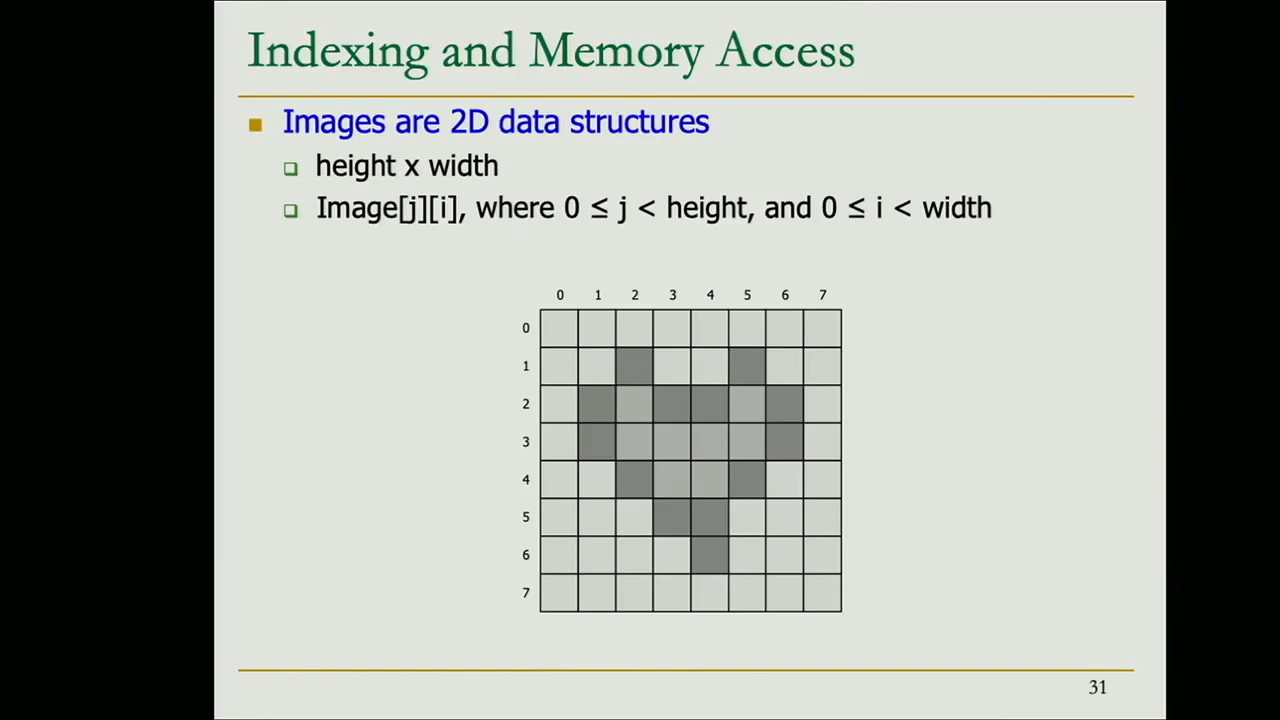 Indexing and Memory Access
Images are 2D data structures
height x width
Image[j][i], where 0 ≤ j < height, and 0 ≤ i < width
0 1 2 3 4 5 6 7
0
1
2
3
4
5
6
7
31